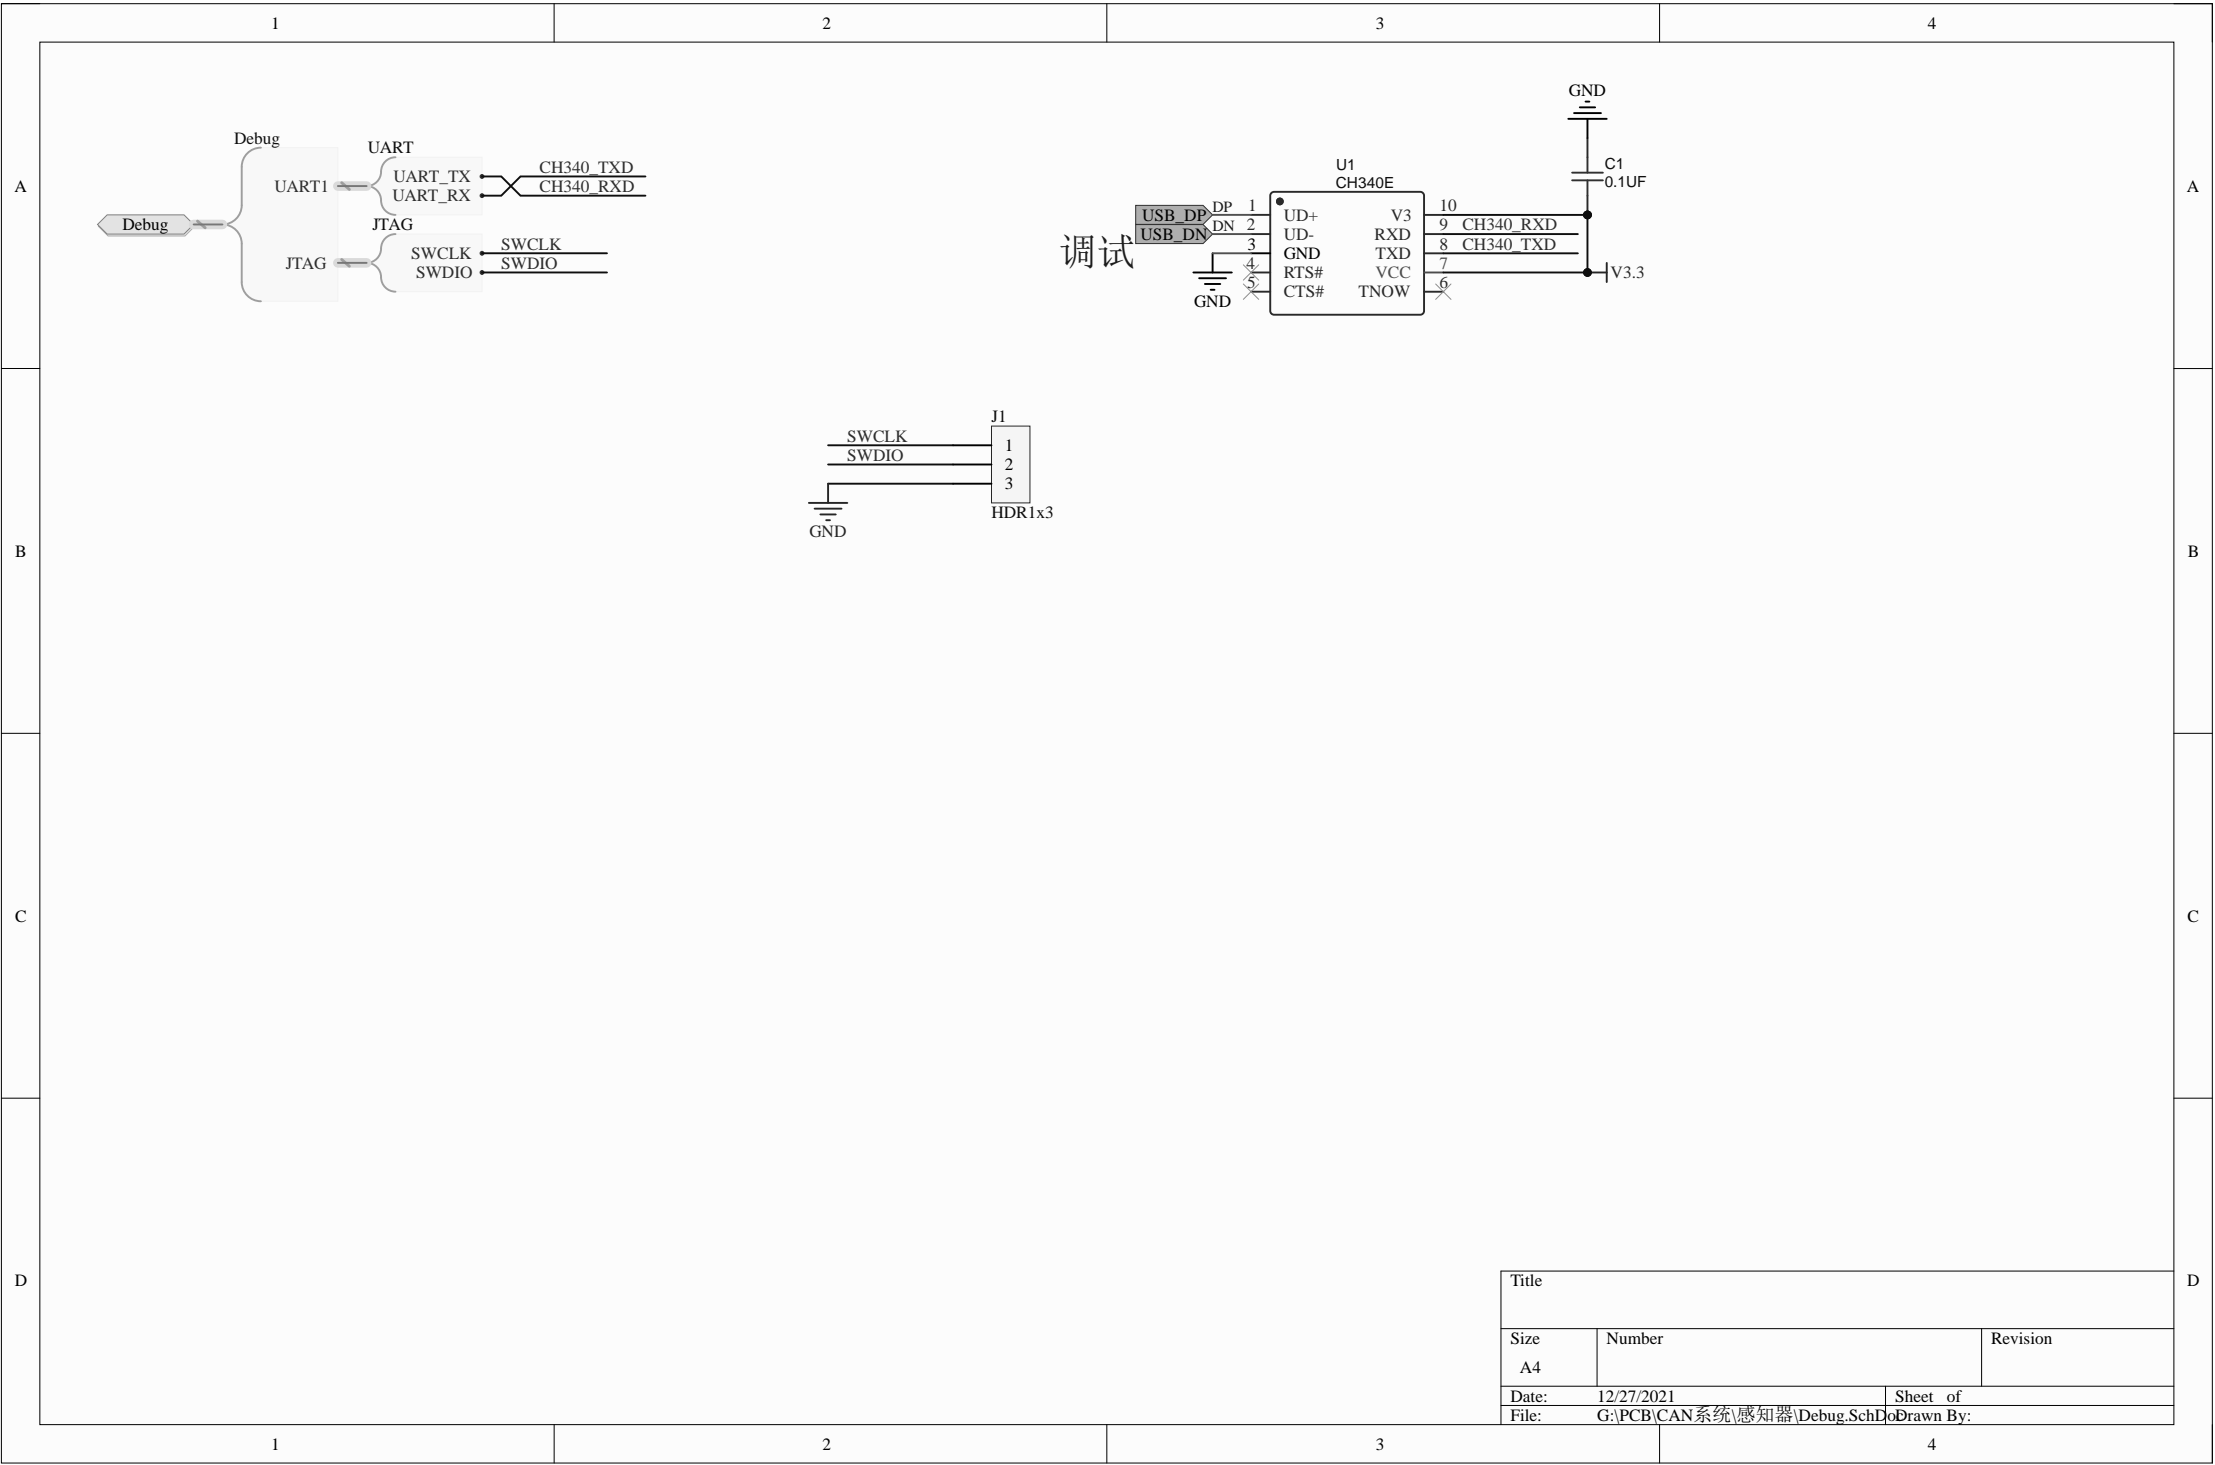 1 2 3 4
A A
B B
C C
D D
1 2 3 4
Debug
Debug
UART1
JTAG
UART
UART_TX
UART_RX
CH340_TXD
CH340_RXD
JTAG
SWCLK
SWDIO
SWCLK
SWDIO
调试
USB_DP DP 1
USB_DN DN 2
3
4
5
GND
U1
CH340E
UD+ V3
UD- RXD
GND TXD
RTS# VCC
CTS# TNOW
10
9 CH340_RXD
8 CH340_TXD
7
6
GND
C1
0.1UF
V3.3
J1
SWCLK 1
SWDIO 2
3
HDR1x3
GND
Title
Size Number Revision
A4
Date: 12/27/2021 Sheet of
File: G:\PCB\CAN系统\感知器\Debug.SchDoc Drawn By: